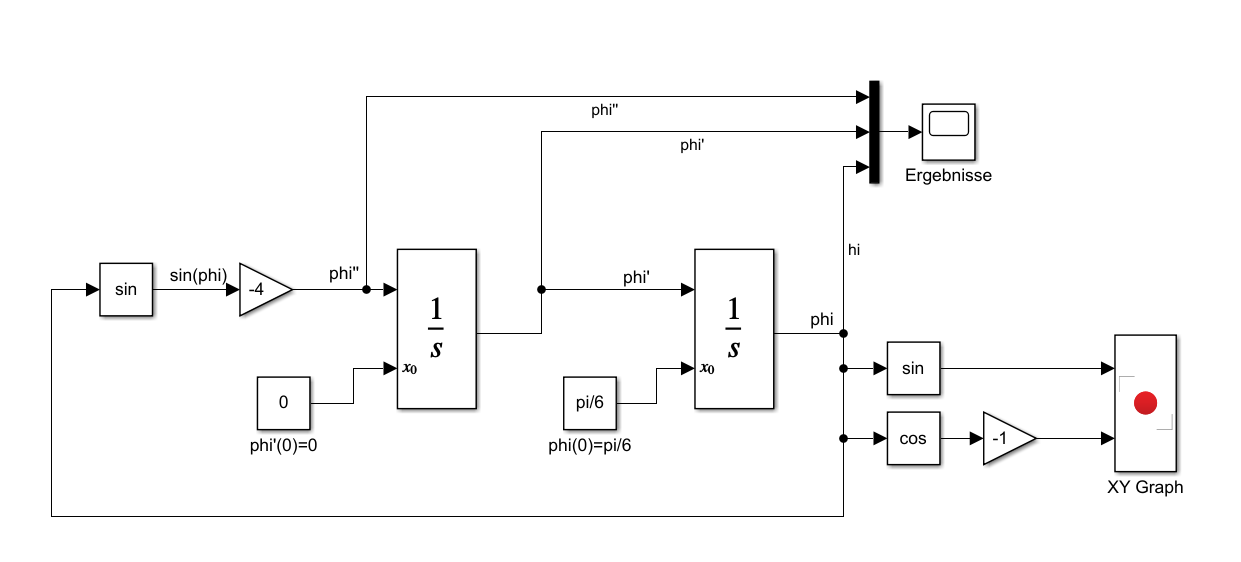 phi"
phi'
Ergebnisse
hi
sin
sin(phi)
-4
phi"
1
s
x0
0
phi'(0)=0
phi'
1
s
x0
pi/6
phi(0)=pi/6
phi
sin
cos
-1
XY Graph